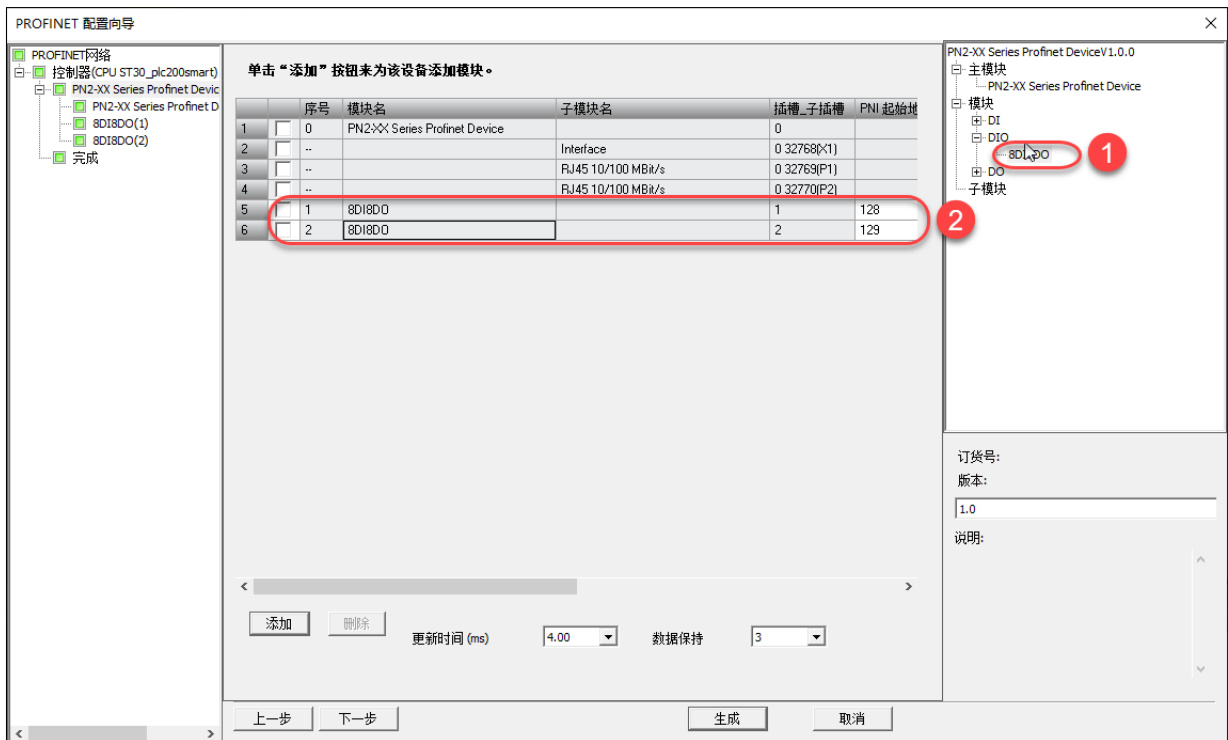 PROFINET 配置向导
PROFINET网络
控制器(CPU ST30_plc200smart)
PN2-XX Series Profinet Devic
PN2-XX Series Profinet D
8DI8DO(1)
8DI8DO(2)
完成
单击“添加”按钮来为该设备添加模块。
序号 模块名 子模块名 插槽_子插槽 PNI 起始地
1 0 PN2-XX Series Profinet Device 0
2 -- Interface 0 32768(X1)
3 -- RJ45 10/100 MBit/s 0 32769(P1)
4 -- RJ45 10/100 MBit/s 0 32770(P2)
5 1 8DI8DO 1 128
6 2 8DI8DO 2 129
2
添加 删除 更新时间 (ms) 4.00 数据保持 3
上一步 下一步 生成 取消
PN2-XX Series Profinet DeviceV1.0.0
主模块
PN2-XX Series Profinet Device
模块
DI
DIO
1
DO
子模块
订货号:
版本:
1.0
说明: